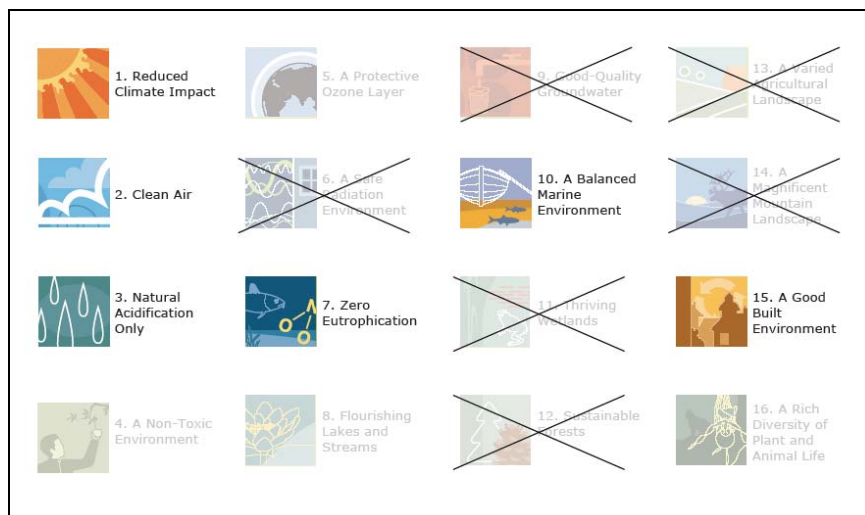 1. Reduced
Climate Impact
2. Clean Air
3. Natural
Acidification
Only
4. A Non-Toxic
Environment
5. A Protective
Ozone Layer
6. A Safe
Radiation
Environment
7. Zero
Eutrophication
8. Flourishing
Lakes and
Streams
9. Good-Quality
Groundwater
10. A Balanced
Marine
Environment
11. Thriving
Wetlands
12. Sustainable
Forests
13. A Varied
Agricultural
Landscape
14. A
Magnificent
Mountain
Landscape
15. A Good
Built
Environment
16. A Rich
Diversity of
Plant and
Animal Life